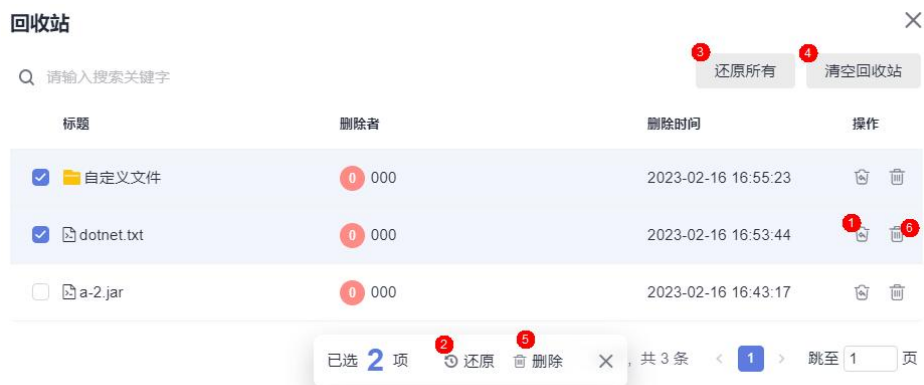 回收站
3 4
请输入搜索关键字 还原所有 清空回收站
标题 删除者 删除时间 操作
自定义文件 0 000 2023-02-16 16:55:23
dotnet.txt 0 000 2023-02-16 16:53:44 1 6
a-2.jar 0 000 2023-02-16 16:43:17
已选 2 项 2 还原 5 删除 , 共 3 条 < 1 > 跳至 1 页